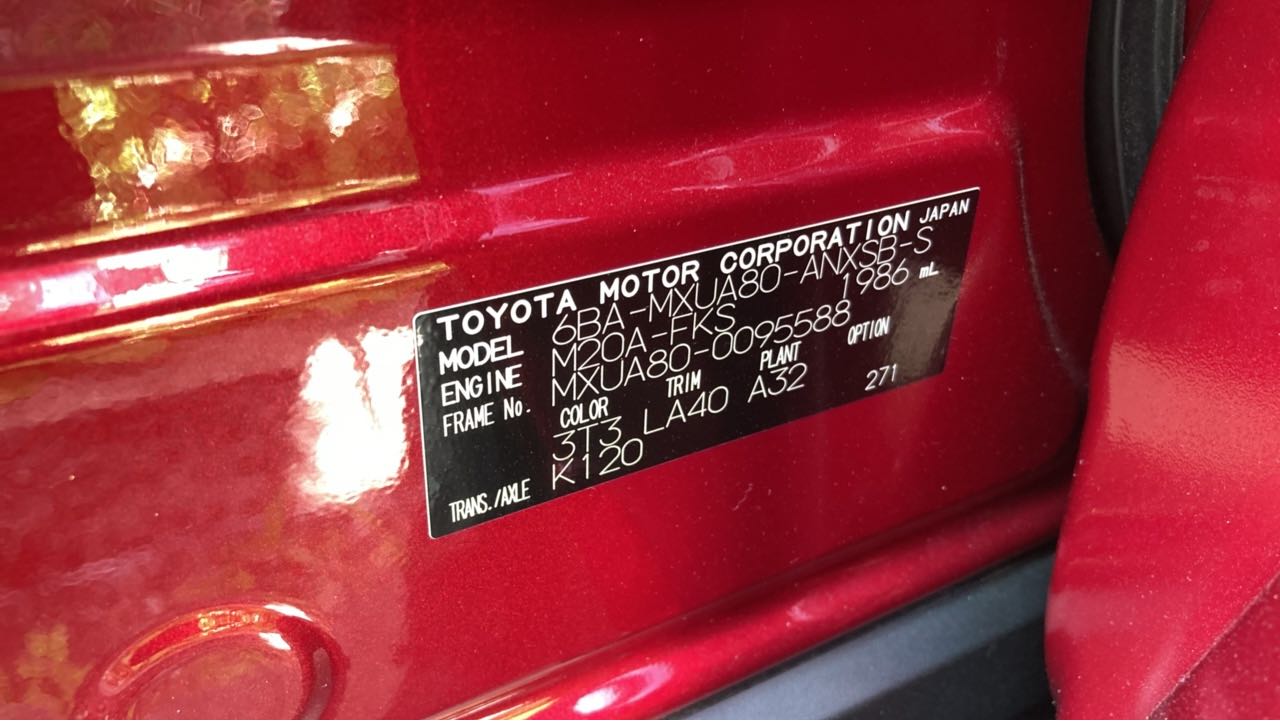 TOYOTA MOTOR CORPORATION JAPAN
MODEL 6BA-MXUA80-ANXSB-S
ENGINE M20A-FKS 1986 mL
FRAME No. MXUA80-0095588
COLOR TRIM PLANT OPTION
3T3 LA40 A32 271
TRANS./AXLE K120